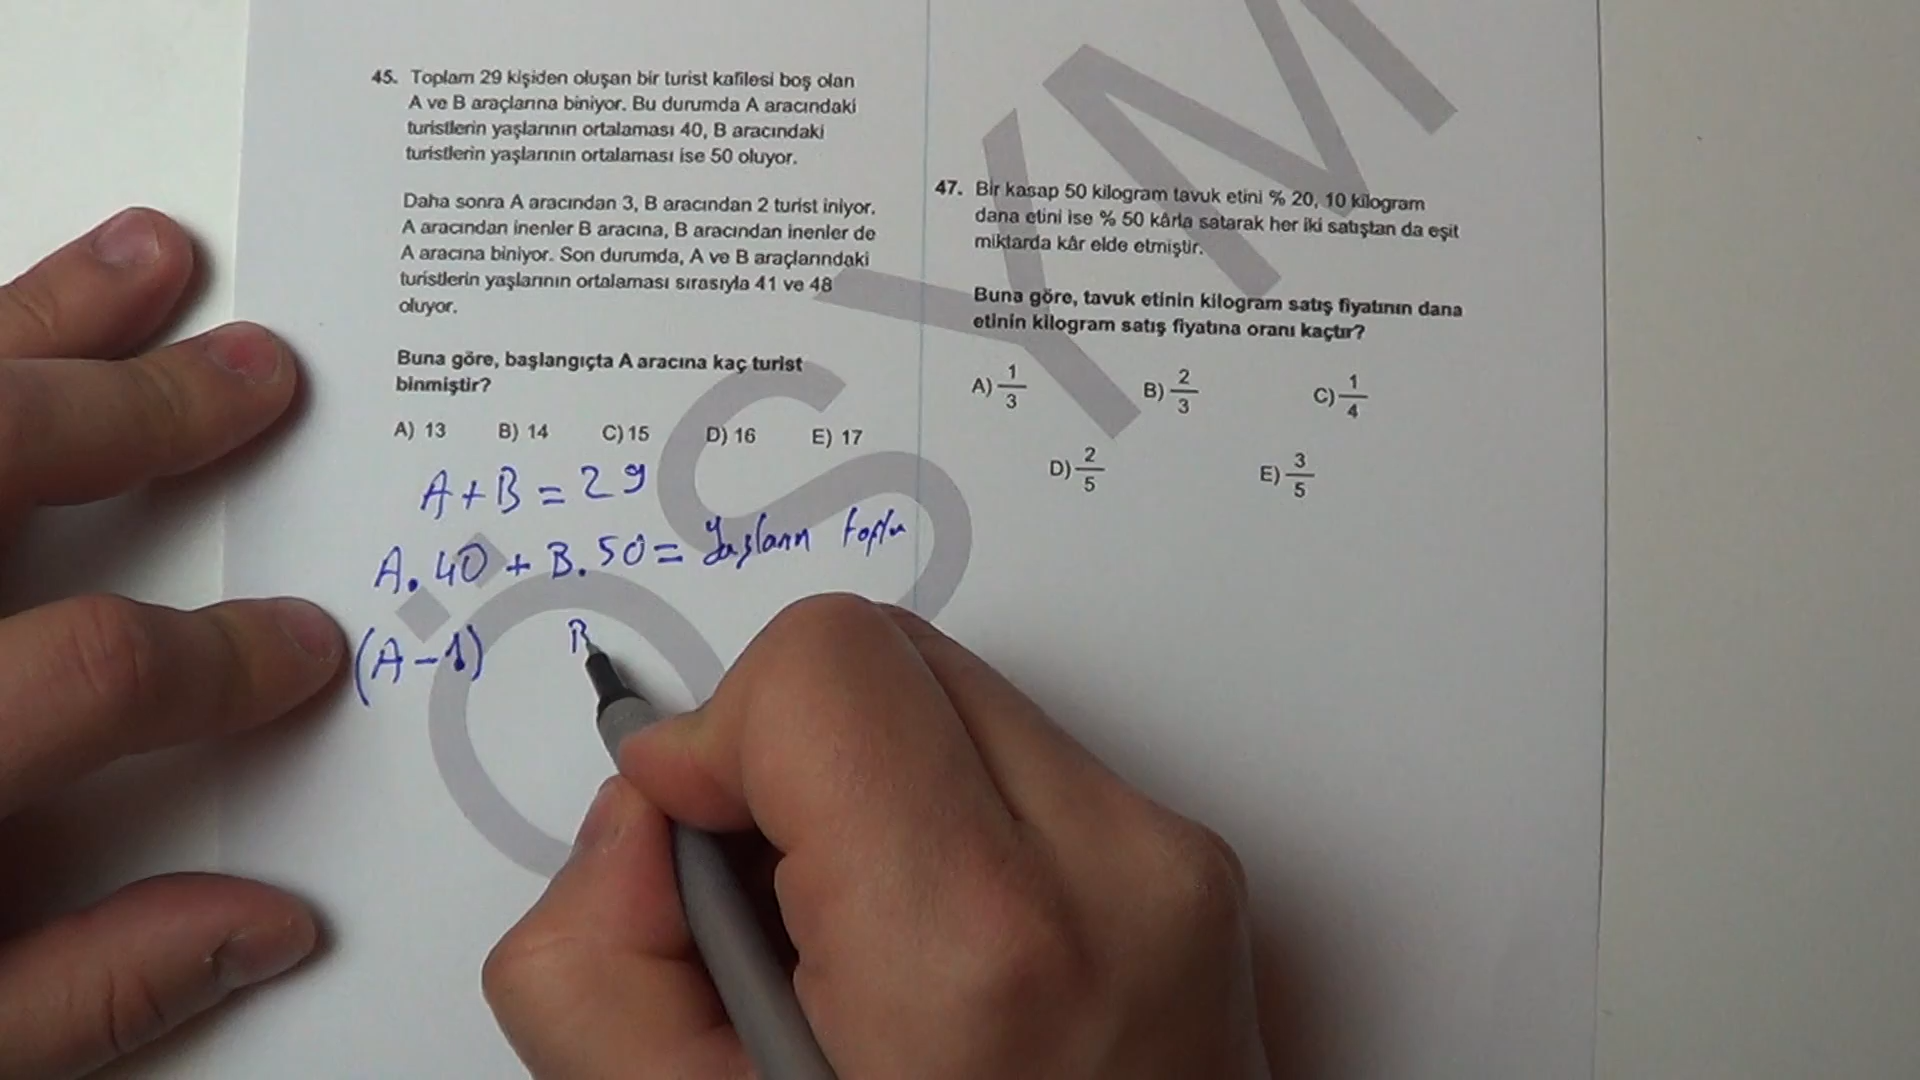 45. Toplam 29 kişiden oluşan bir turist kafilesi boş olan
A ve B araçlarına biniyor. Bu durumda A aracındaki
turistlerin yaşlarının ortalaması 40, B aracındaki
turistlerin yaşlarının ortalaması ise 50 oluyor.
Daha sonra A aracından 3, B aracından 2 turist iniyor.
A aracından inenler B aracına, B aracından inenler de
A aracına biniyor. Son durumda, A ve B araçlarındaki
turistlerin yaşlarının ortalaması sırasıyla 41 ve 48
oluyor.
Buna göre, başlangıçta A aracına kaç turist
binmiştir?
A) 13 B) 14 C) 15 D) 16 E) 17
A + B = 29
A. 40 + B. 50 = Yaşların topla
(A - 1) B
47. Bir kasap 50 kilogram tavuk etini % 20, 10 kilogram
dana etini ise % 50 kârla satarak her iki satıştan da eşit
miktarda kâr elde etmiştir.
Buna göre, tavuk etinin kilogram satış fiyatının dana
etinin kilogram satış fiyatına oranı kaçtır?
A) 1/3 B) 2/3 C) 1/4
D) 2/5 E) 3/5
ÖSYM